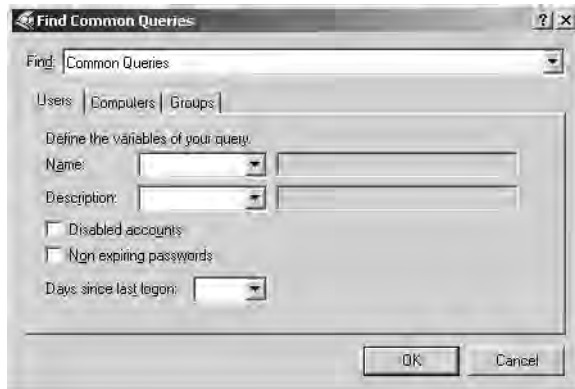 Find Common Queries
Find: Common Queries
Users Computers Groups
Define the variables of your query.
Name:
Description:
Disabled accounts
Non expiring passwords
Days since last logon:
OK Cancel